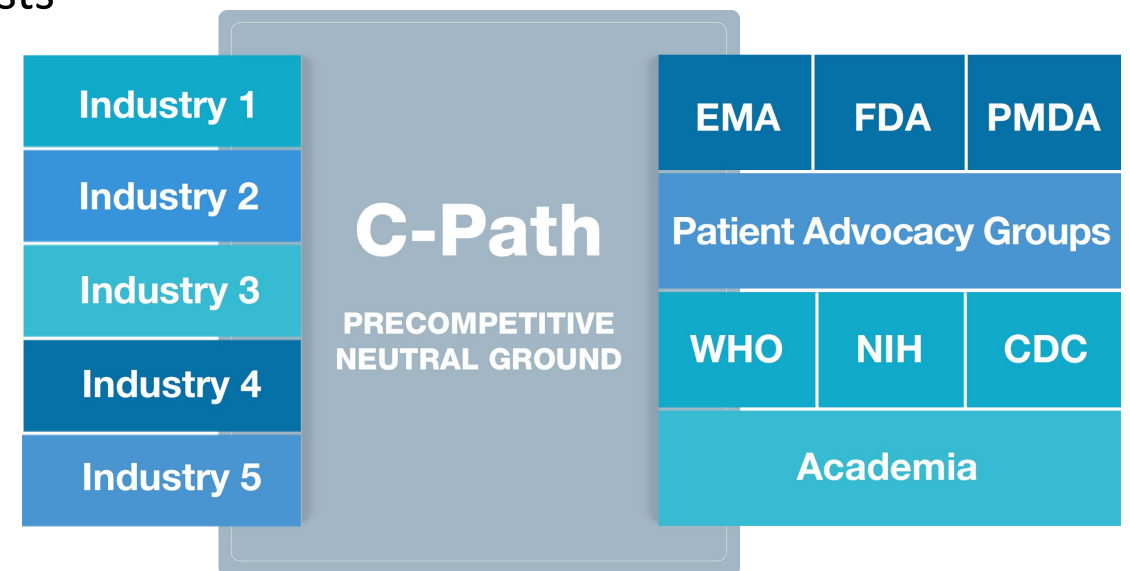 Industry 1
Industry 2
Industry 3
Industry 4
Industry 5
C-Path
PRECOMPETITIVE
NEUTRAL GROUND
EMA FDA PMDA
Patient Advocacy Groups
WHO NIH CDC
Academia